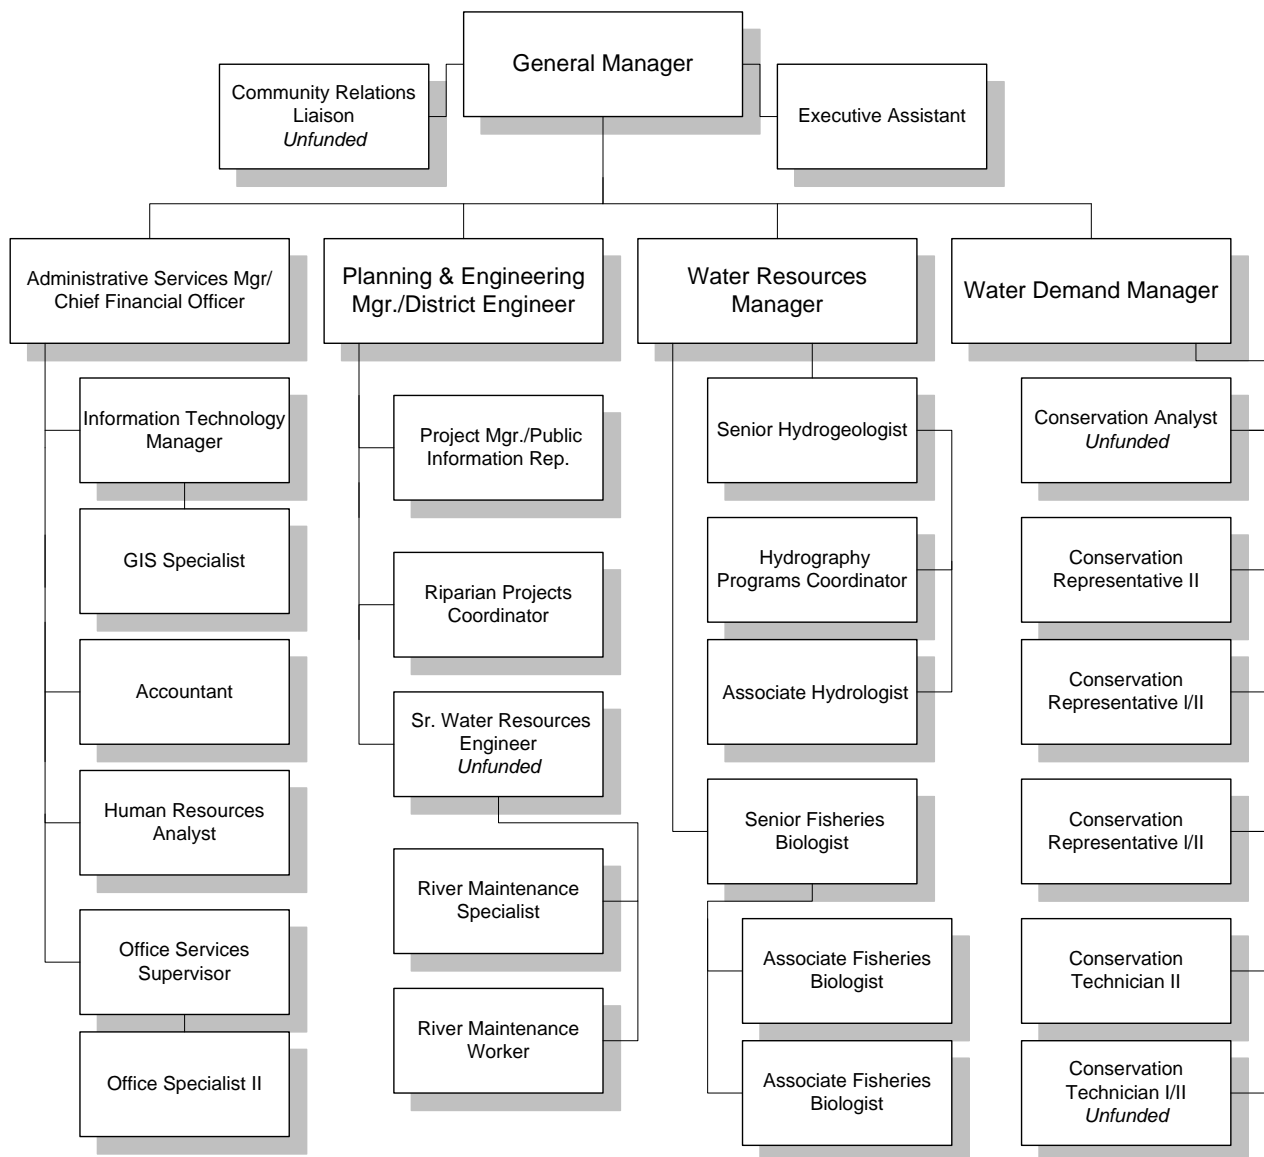 General Manager
Community Relations
Liaison
Unfunded
Executive Assistant
Administrative Services Mgr/
Chief Financial Officer
Planning & Engineering
Mgr./District Engineer
Water Resources
Manager
Water Demand Manager
Information Technology
Manager
GIS Specialist
Accountant
Human Resources
Analyst
Office Services
Supervisor
Office Specialist II
Project Mgr./Public
Information Rep.
Riparian Projects
Coordinator
Sr. Water Resources
Engineer
Unfunded
River Maintenance
Specialist
River Maintenance
Worker
Senior Hydrogeologist
Hydrography
Programs Coordinator
Associate Hydrologist
Senior Fisheries
Biologist
Associate Fisheries
Biologist
Associate Fisheries
Biologist
Conservation Analyst
Unfunded
Conservation
Representative II
Conservation
Representative I/II
Conservation
Representative I/II
Conservation
Technician II
Conservation
Technician I/II
Unfunded